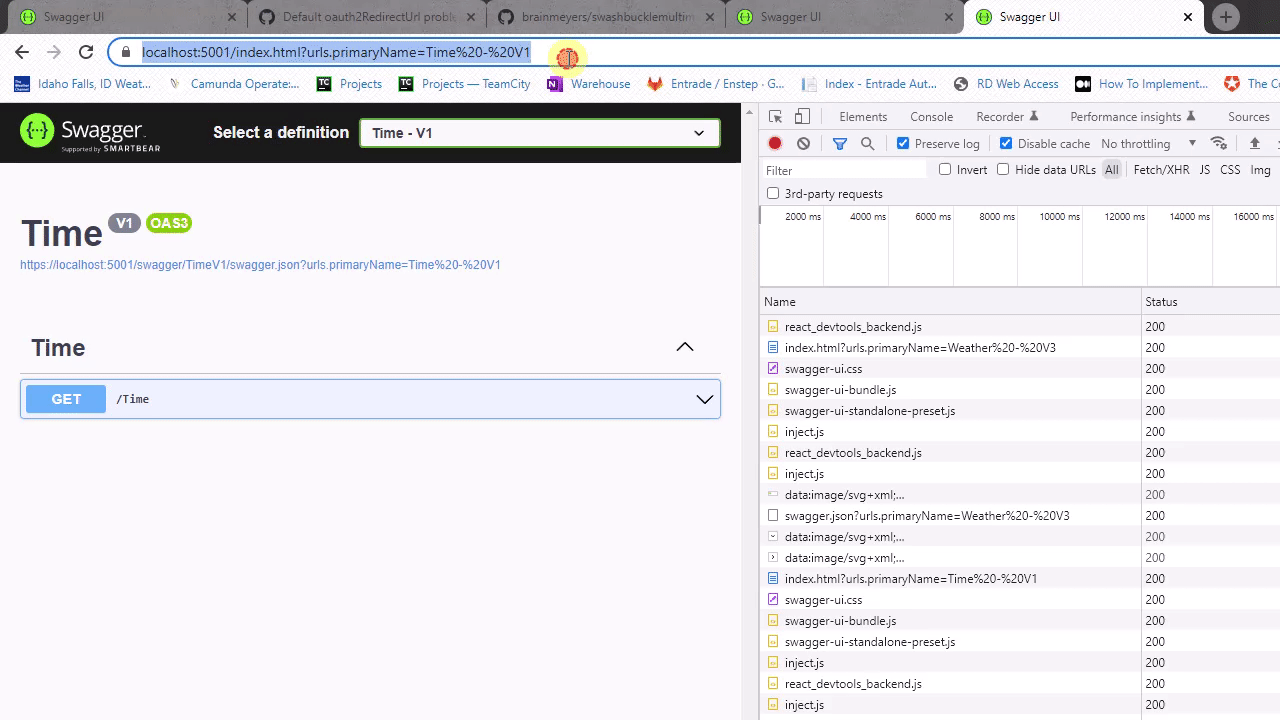 Swagger UI
Default oauth2RedirectUrl probl
brainmeyers/swashbucklemultim
Swagger UI
Swagger UI
localhost:5001/index.html?urls.primaryName=Time%20-%20V1
Idaho Falls, ID Weat...
Camunda Operate:...
Projects
Projects — TeamCity
Warehouse
Entrade / Enstep · G...
Index - Entrade Aut...
RD Web Access
How To Implement...
The Co
Swagger
Supported by SMARTBEAR
Select a definition
Time - V1
Time V1 OAS3
https://localhost:5001/swagger/TimeV1/swagger.json?urls.primaryName=Time%20-%20V1
Time
GET /Time
Elements Console Recorder Performance insights Sources
Preserve log Disable cache No throttling
Filter Invert Hide data URLs All Fetch/XHR JS CSS Img
3rd-party requests
2000 ms 4000 ms 6000 ms 8000 ms 10000 ms 12000 ms 14000 ms 16000 ms
Name Status
react_devtools_backend.js 200
index.html?urls.primaryName=Weather%20-%20V3 200
swagger-ui.css 200
swagger-ui-bundle.js 200
swagger-ui-standalone-preset.js 200
inject.js 200
react_devtools_backend.js 200
inject.js 200
data:image/svg+xml;... 200
swagger.json?urls.primaryName=Weather%20-%20V3 200
data:image/svg+xml;... 200
data:image/svg+xml;... 200
index.html?urls.primaryName=Time%20-%20V1 200
swagger-ui.css 200
swagger-ui-bundle.js 200
swagger-ui-standalone-preset.js 200
inject.js 200
react_devtools_backend.js 200
inject.js 200